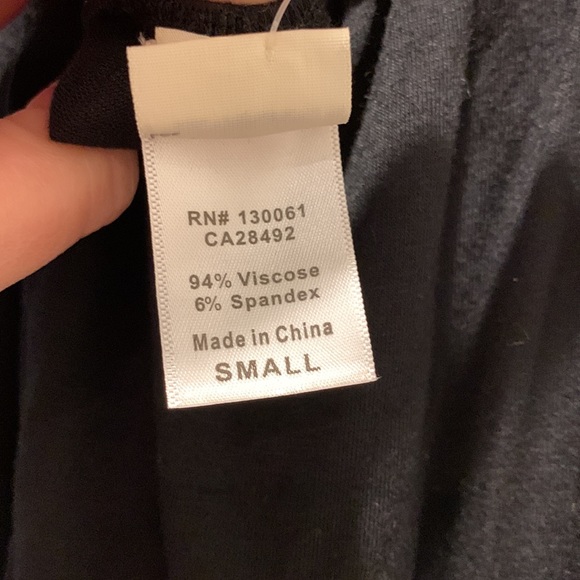 RN# 130061
CA28492
94% Viscose
6% Spandex
Made in China
SMALL